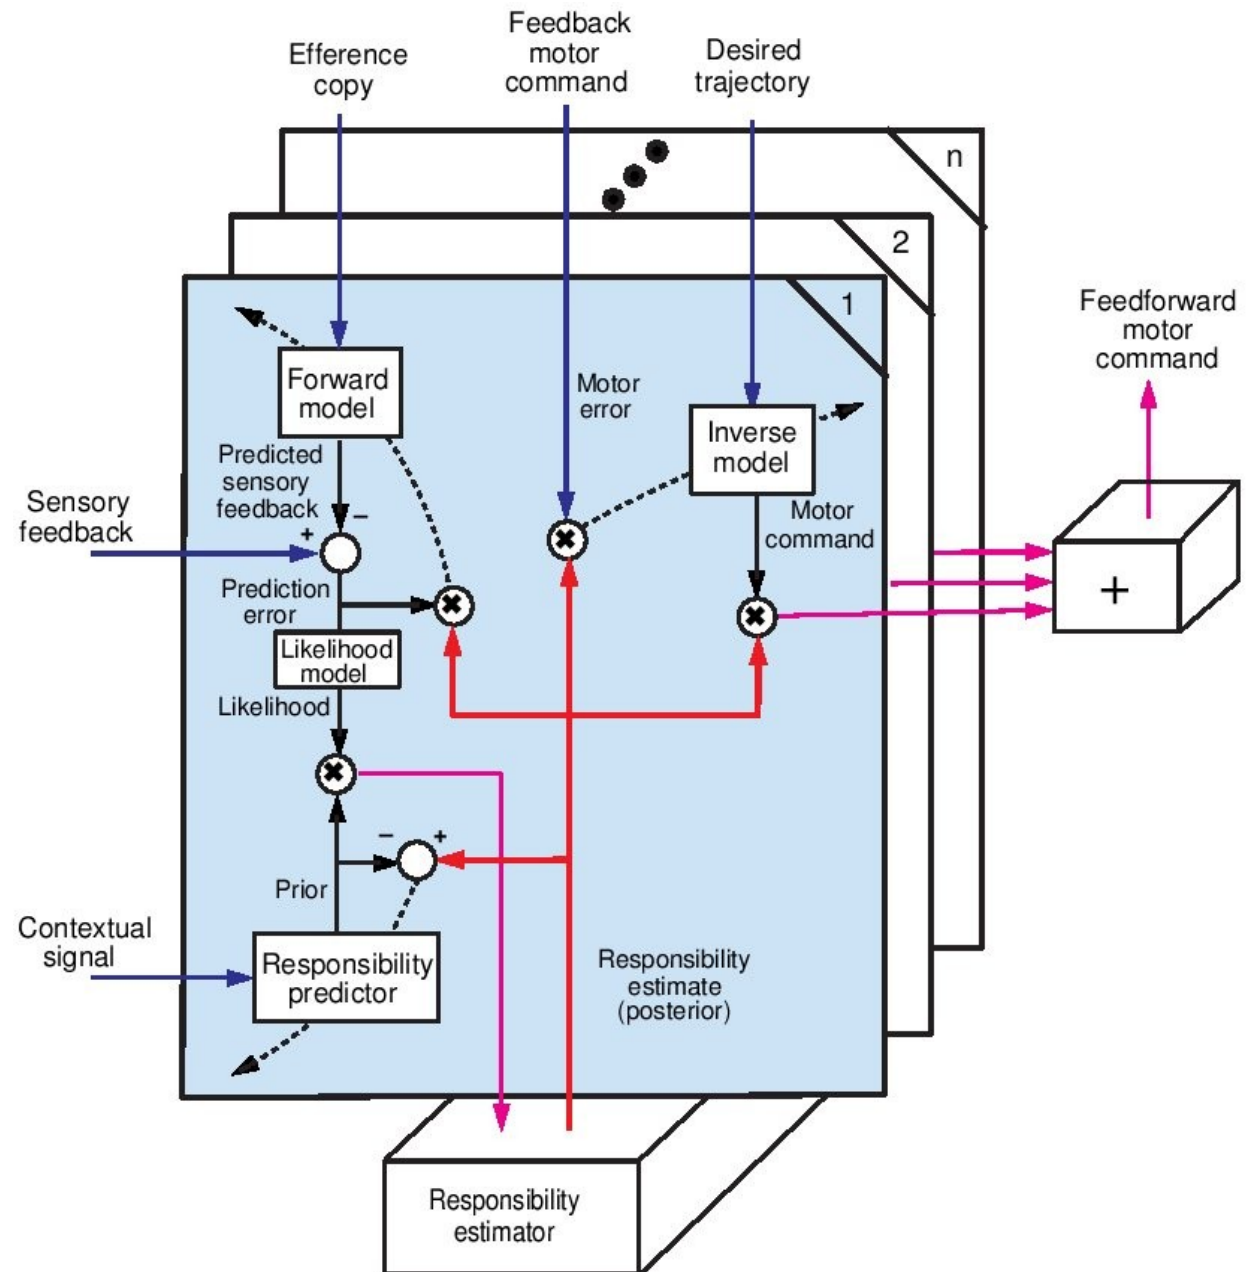 Efference
copy
Feedback
motor
command
Desired
trajectory
n
2
1
Feedforward
motor
command
Forward
model
Motor
error
Inverse
model
Predicted
sensory
feedback
−
+
Sensory
feedback
Motor
command
Prediction
error
+
Likelihood
model
Likelihood
−
+
Prior
Contextual
signal
Responsibility
predictor
Responsibility
estimate
(posterior)
Responsibility
estimator